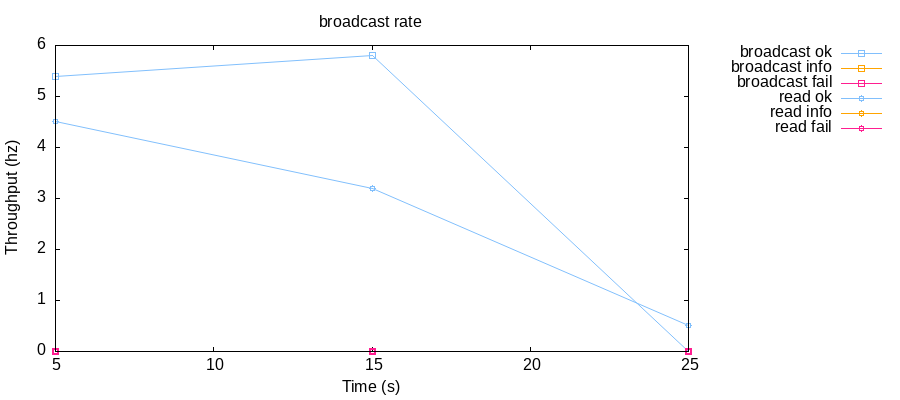 broadcast rate
broadcast ok
broadcast info
broadcast fail
read ok
read info
read fail
Throughput (hz)
6
5
4
3
2
1
0
5
10
15
20
25
Time (s)